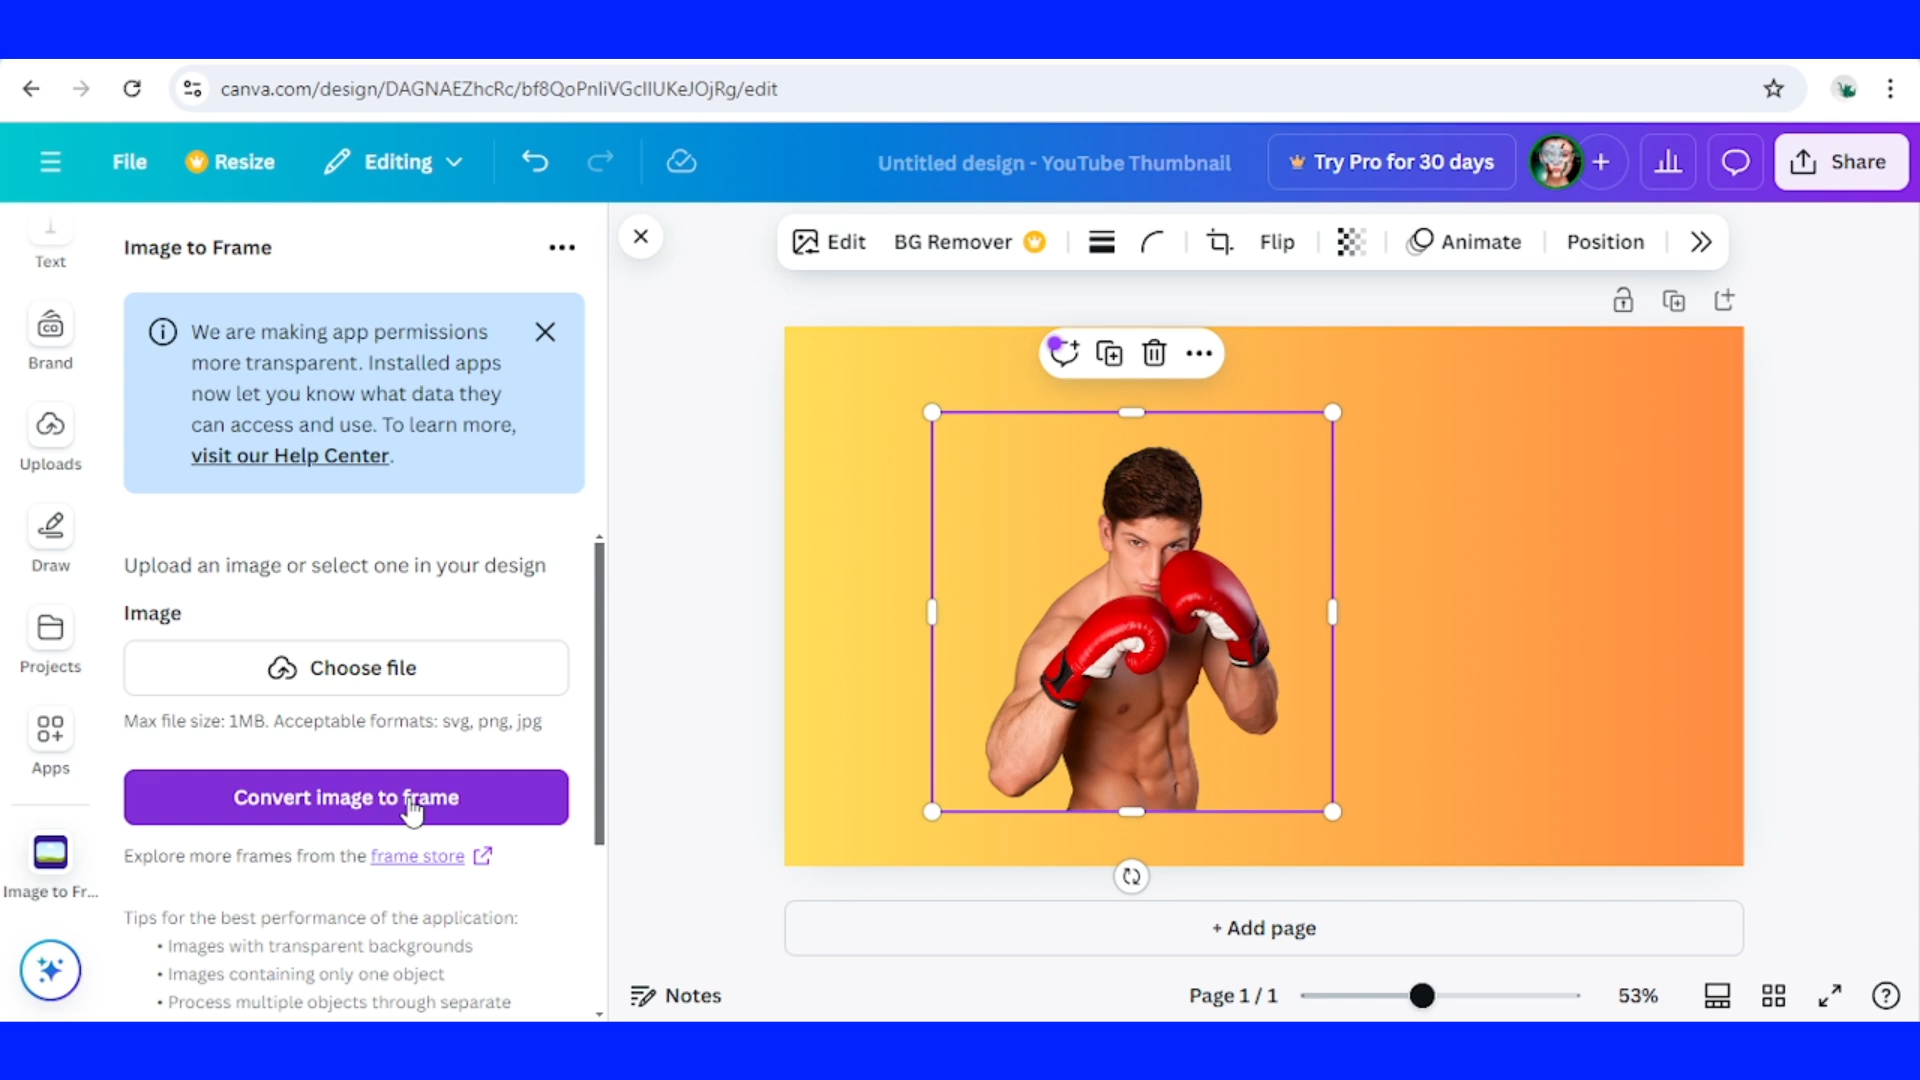 canva.com/design/DAGNAEZhcRc/bf8QoPnIiVGcIIUKeJOjRg/edit
File
Resize
Editing
Untitled design - YouTube Thumbnail
Try Pro for 30 days
Share
Text
Brand
Uploads
Draw
Projects
Apps
Image to Fr...
Image to Frame
We are making app permissions
more transparent. Installed apps
now let you know what data they
can access and use. To learn more,
visit our Help Center.
Upload an image or select one in your design
Image
Choose file
Max file size: 1MB. Acceptable formats: svg, png, jpg
Convert image to frame
Explore more frames from the frame store
Tips for the best performance of the application:
• Images with transparent backgrounds
• Images containing only one object
• Process multiple objects through separate
Edit
BG Remover
Flip
Animate
Position
+ Add page
Notes
Page 1 / 1
53%